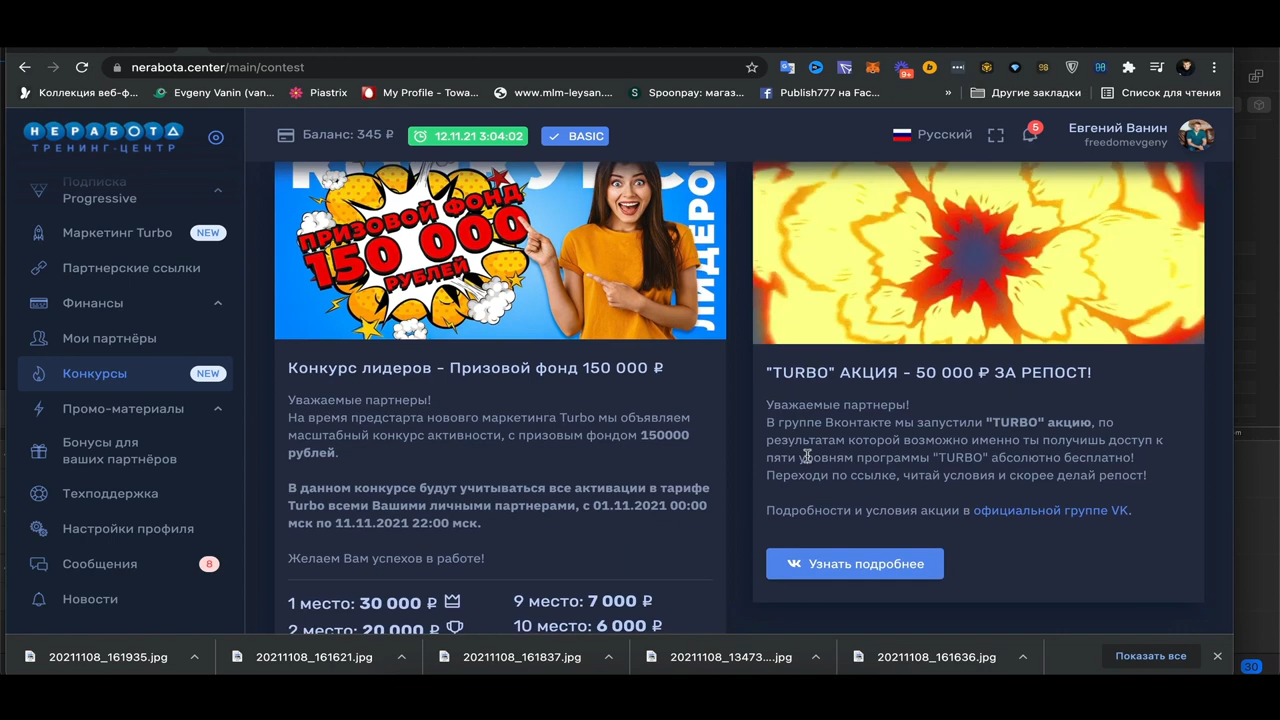 nerabota.center/main/contest
9+
Коллекция веб-ф...
Evgeny Vanin (van...
Piastrix
My Profile - Towa...
www.mlm-leysan....
Spoonpay: магаз...
Publish777 на Fac...
»
Другие закладки
Список для чтения
НЕРАБОТА
ТРЕНИНГ-ЦЕНТР
Баланс: 345 ₽
12.11.21 3:04:02
BASIC
Русский
5
Евгений Ванин
freedomevgeny
Подписка
Progressive
Маркетинг Turbo NEW
Партнерские ссылки
Финансы
Мои партнёры
Конкурсы NEW
Промо-материалы
Бонусы для
ваших партнёров
Техподдержка
Настройки профиля
Сообщения 8
Новости
ПРИЗОВОЙ ФОНД
150 000
РУБЛЕЙ
ЛИДЕРО
Конкурс лидеров - Призовой фонд 150 000 ₽
Уважаемые партнеры!
На время предстарта нового маркетинга Turbo мы объявляем
масштабный конкурс активности, с призовым фондом 150000
рублей.
В данном конкурсе будут учитываться все активации в тарифе
Turbo всеми Вашими личными партнерами, с 01.11.2021 00:00
мск по 11.11.2021 22:00 мск.
Желаем Вам успехов в работе!
1 место: 30 000 ₽
2 место: 20 000 ₽
9 место: 7 000 ₽
10 место: 6 000 ₽
"TURBO" АКЦИЯ - 50 000 ₽ ЗА РЕПОСТ!
Уважаемые партнеры!
В группе Вконтакте мы запустили "TURBO" акцию, по
результатам которой возможно именно ты получишь доступ к
пяти уровням программы "TURBO" абсолютно бесплатно!
Переходи по ссылке, читай условия и скорее делай репост!
Подробности и условия акции в официальной группе VK.
Узнать подробнее
20211108_161935.jpg
20211108_161621.jpg
20211108_161837.jpg
20211108_13473....jpg
20211108_161636.jpg
Показать все
30